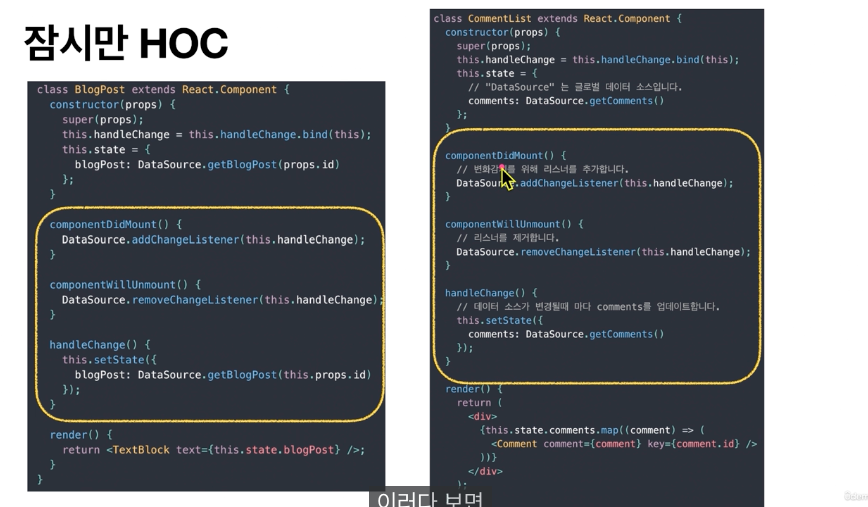 잠시만 HOC
class BlogPost extends React.Component {
constructor(props) {
super(props);
this.handleChange = this.handleChange.bind(this);
this.state = {
blogPost: DataSource.getBlogPost(props.id)
};
}
componentDidMount() {
DataSource.addChangeListener(this.handleChange);
}
componentWillUnmount() {
DataSource.removeChangeListener(this.handleChange);
}
handleChange() {
this.setState({
blogPost: DataSource.getBlogPost(this.props.id)
});
}
render() {
return <TextBlock text={this.state.blogPost} />;
}
}
class CommentList extends React.Component {
constructor(props) {
super(props);
this.handleChange = this.handleChange.bind(this);
this.state = {
// "DataSource" 는 글로벌 데이터 소스입니다.
comments: DataSource.getComments()
};
}
componentDidMount() {
// 위해 리스너를 추가합니다.
DataSource.addChangeListener(this.handleChange);
}
componentWillUnmount() {
// 리스너를 제거합니다.
DataSource.removeChangeListener(this.handleChange);
}
handleChange() {
// 데이터 소스가 변경될때 마다 comments를 업데이트합니다.
this.setState({
comments: DataSource.getComments()
});
}
render() {
return (
<div>
{this.state.comments.map((comment) => (
<Comment comment={comment} key={comment.id} />
))}
</div>
);
이러다 보면